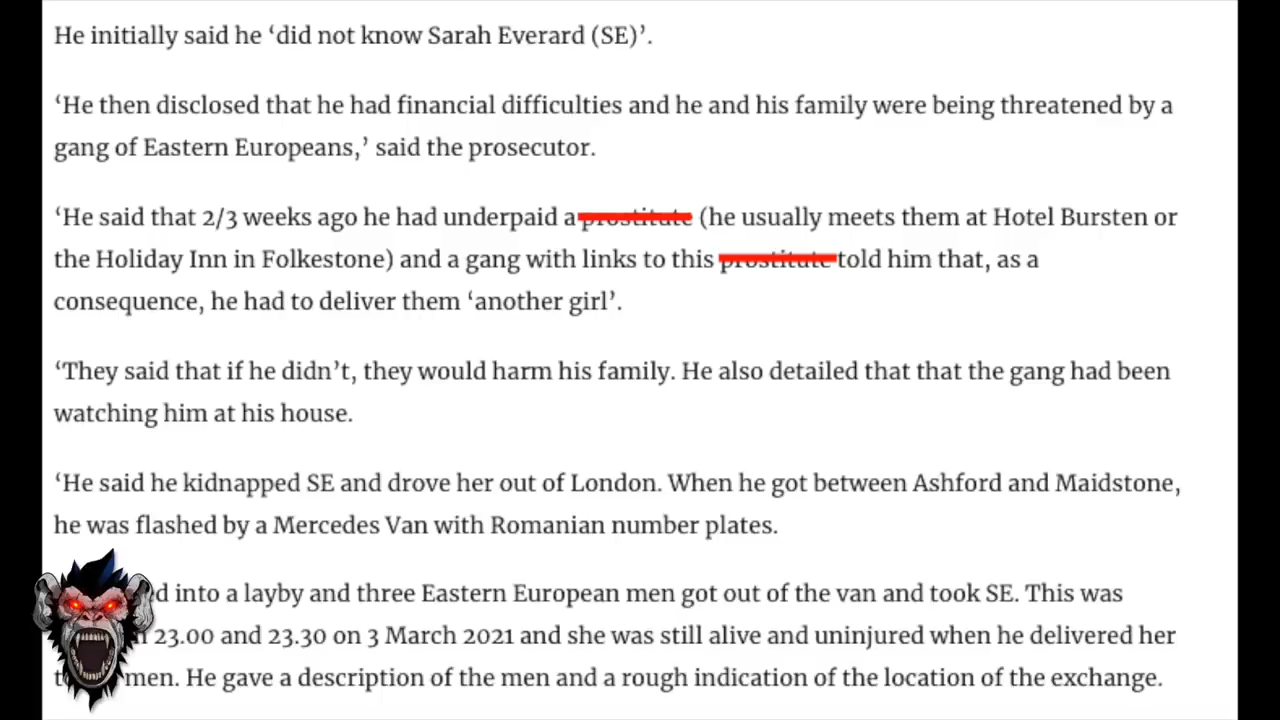 He initially said he ‘did not know Sarah Everard (SE)’.
‘He then disclosed that he had financial difficulties and he and his family were being threatened by a
gang of Eastern Europeans,’ said the prosecutor.
‘He said that 2/3 weeks ago he had underpaid a prostitute (he usually meets them at Hotel Bursten or
the Holiday Inn in Folkestone) and a gang with links to this prostitute told him that, as a
consequence, he had to deliver them ‘another girl’.
‘They said that if he didn’t, they would harm his family. He also detailed that that the gang had been
watching him at his house.
‘He said he kidnapped SE and drove her out of London. When he got between Ashford and Maidstone,
he was flashed by a Mercedes Van with Romanian number plates.
into a layby and three Eastern European men got out of the van and took SE. This was
23.00 and 23.30 on 3 March 2021 and she was still alive and uninjured when he delivered her
men. He gave a description of the men and a rough indication of the location of the exchange.